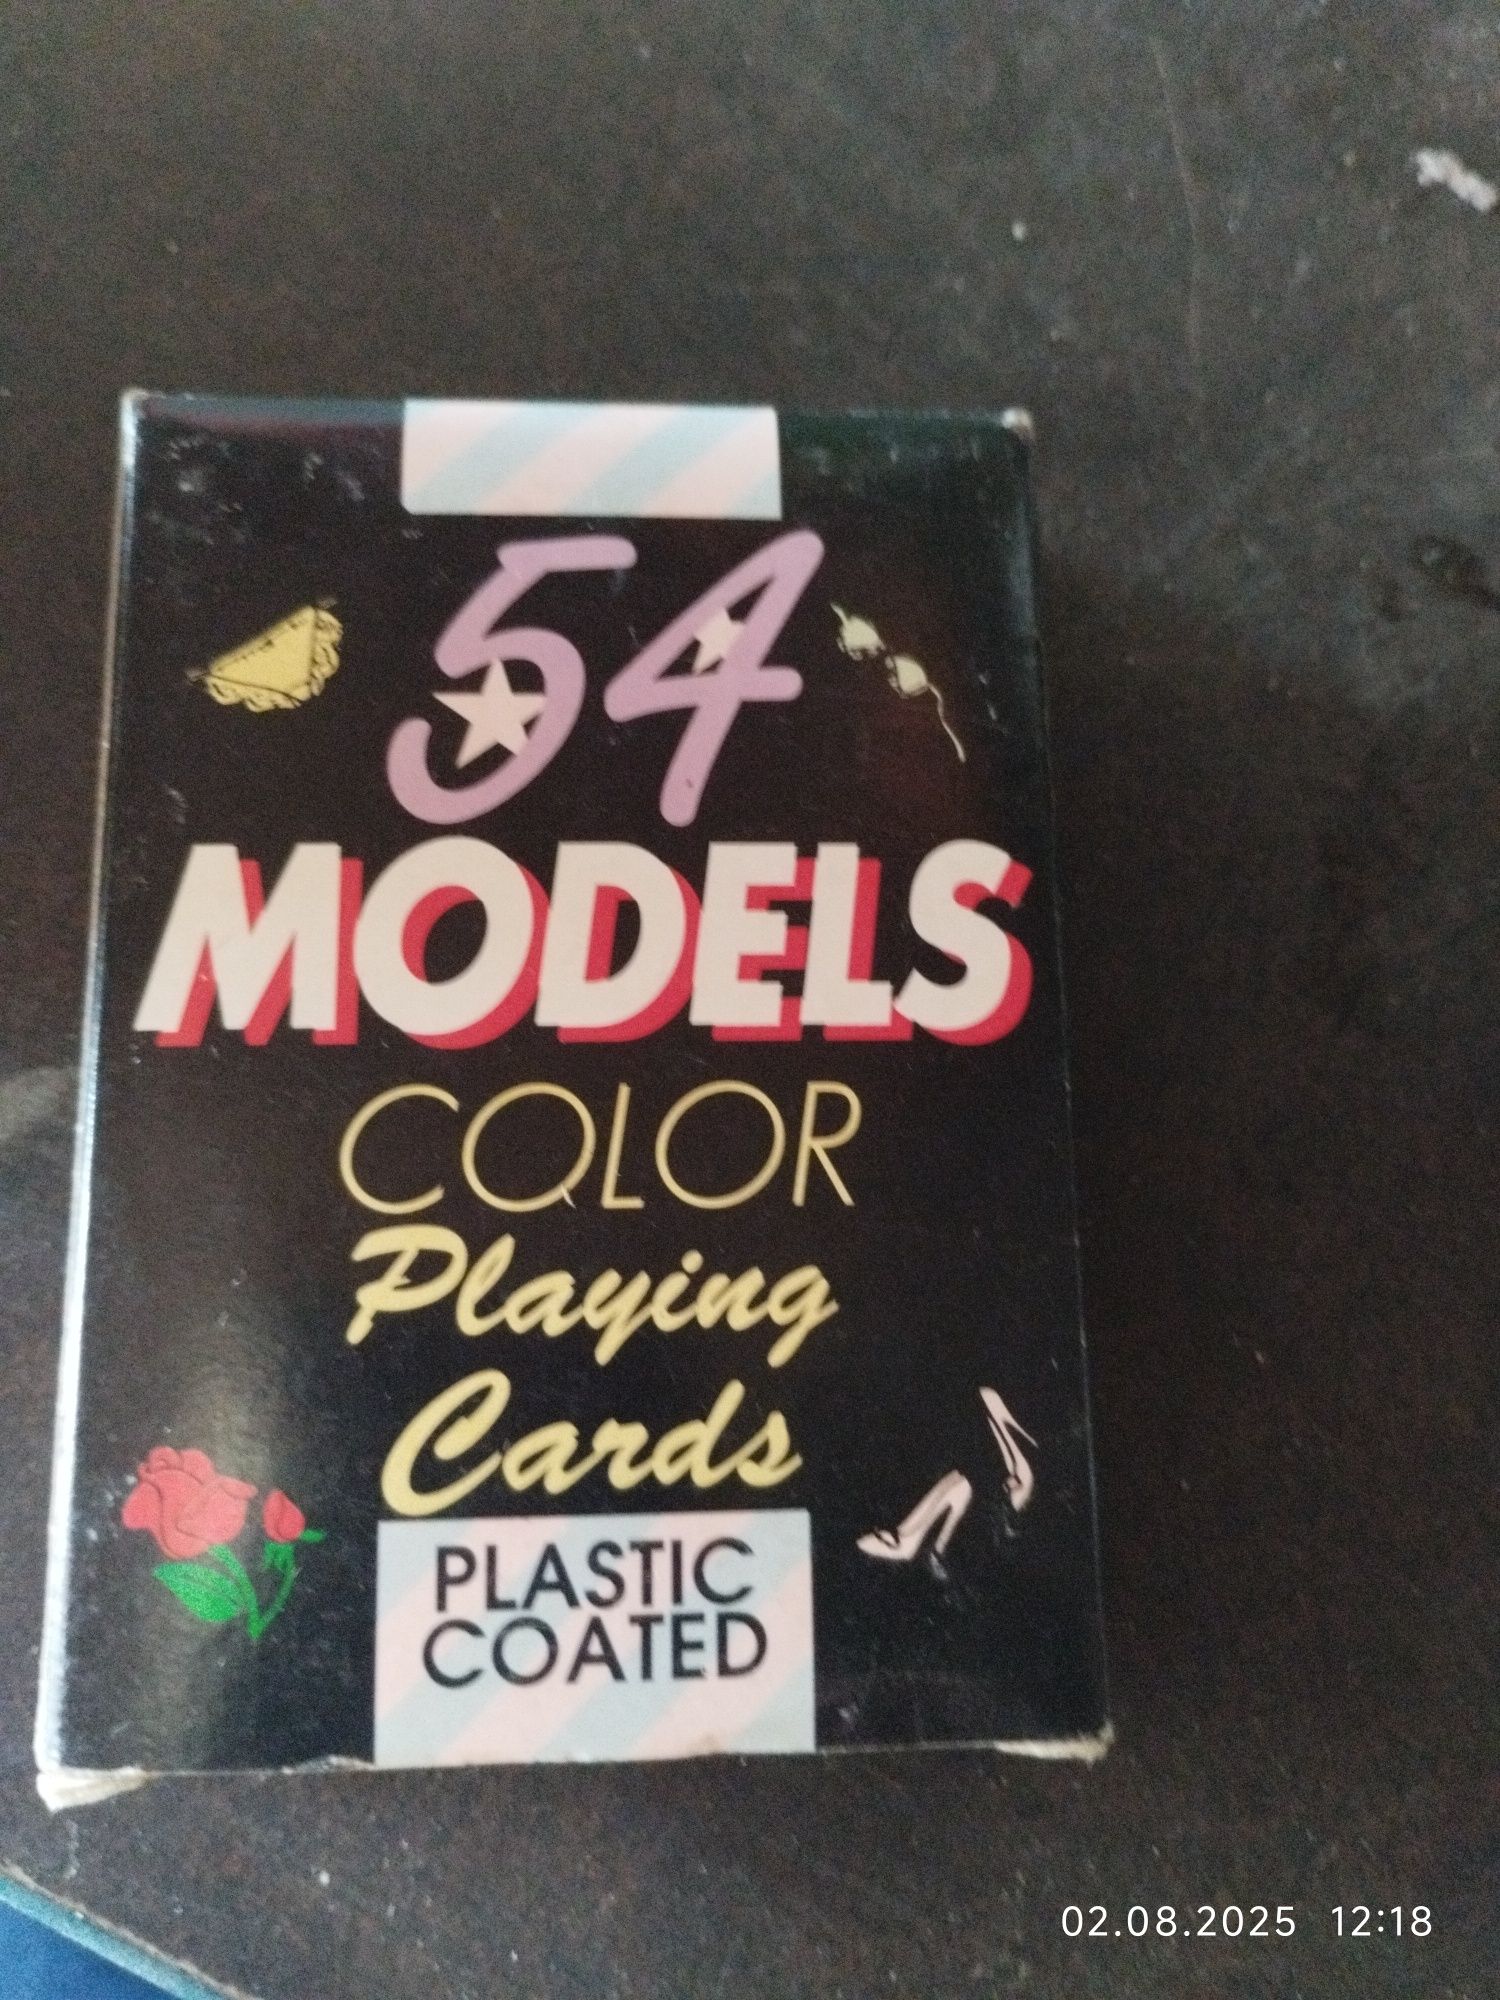 54
MODELS
COLOR
Playing
Cards
PLASTIC
COATED
02.08.2025 12:18